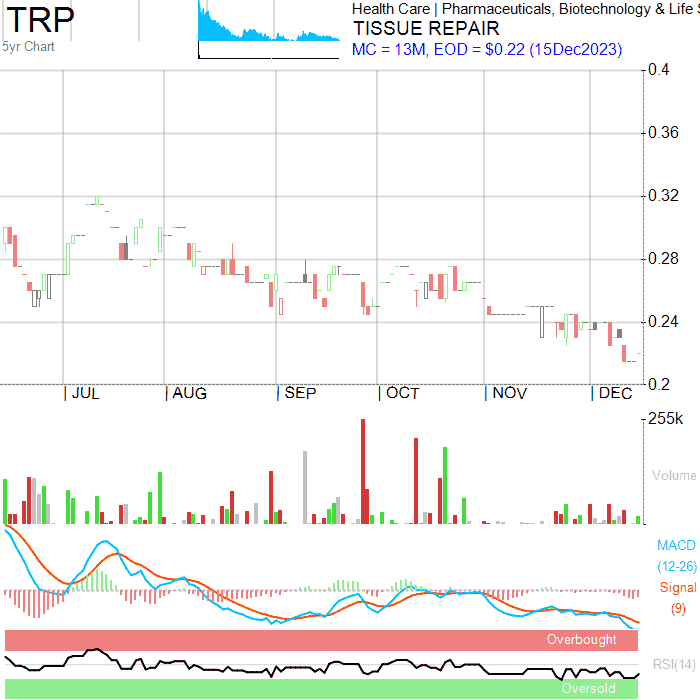 TRP
5yr Chart
Health Care | Pharmaceuticals, Biotechnology & Life S
TISSUE REPAIR
MC = 13M, EOD = $0.22 (15Dec2023)
0.4
0.36
0.32
0.28
0.24
0.2
| JUL | AUG | SEP | OCT | NOV | DEC
255k
Volume
MACD
(12-26)
Signal
(9)
Overbought
RSI(14)
Oversold